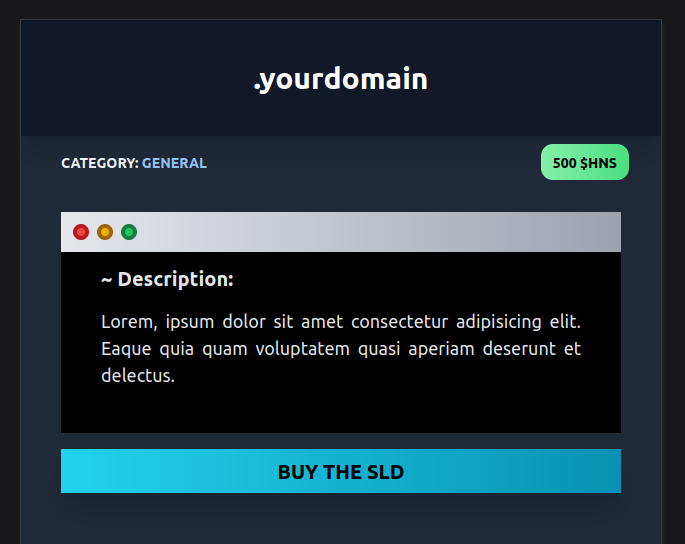 .yourdomain
CATEGORY: GENERAL
500 $HNS
~ Description:
Lorem, ipsum dolor sit amet consectetur adipisicing elit.
Eaque quia quam voluptatem quasi aperiam deserunt et
delectus.
BUY THE SLD